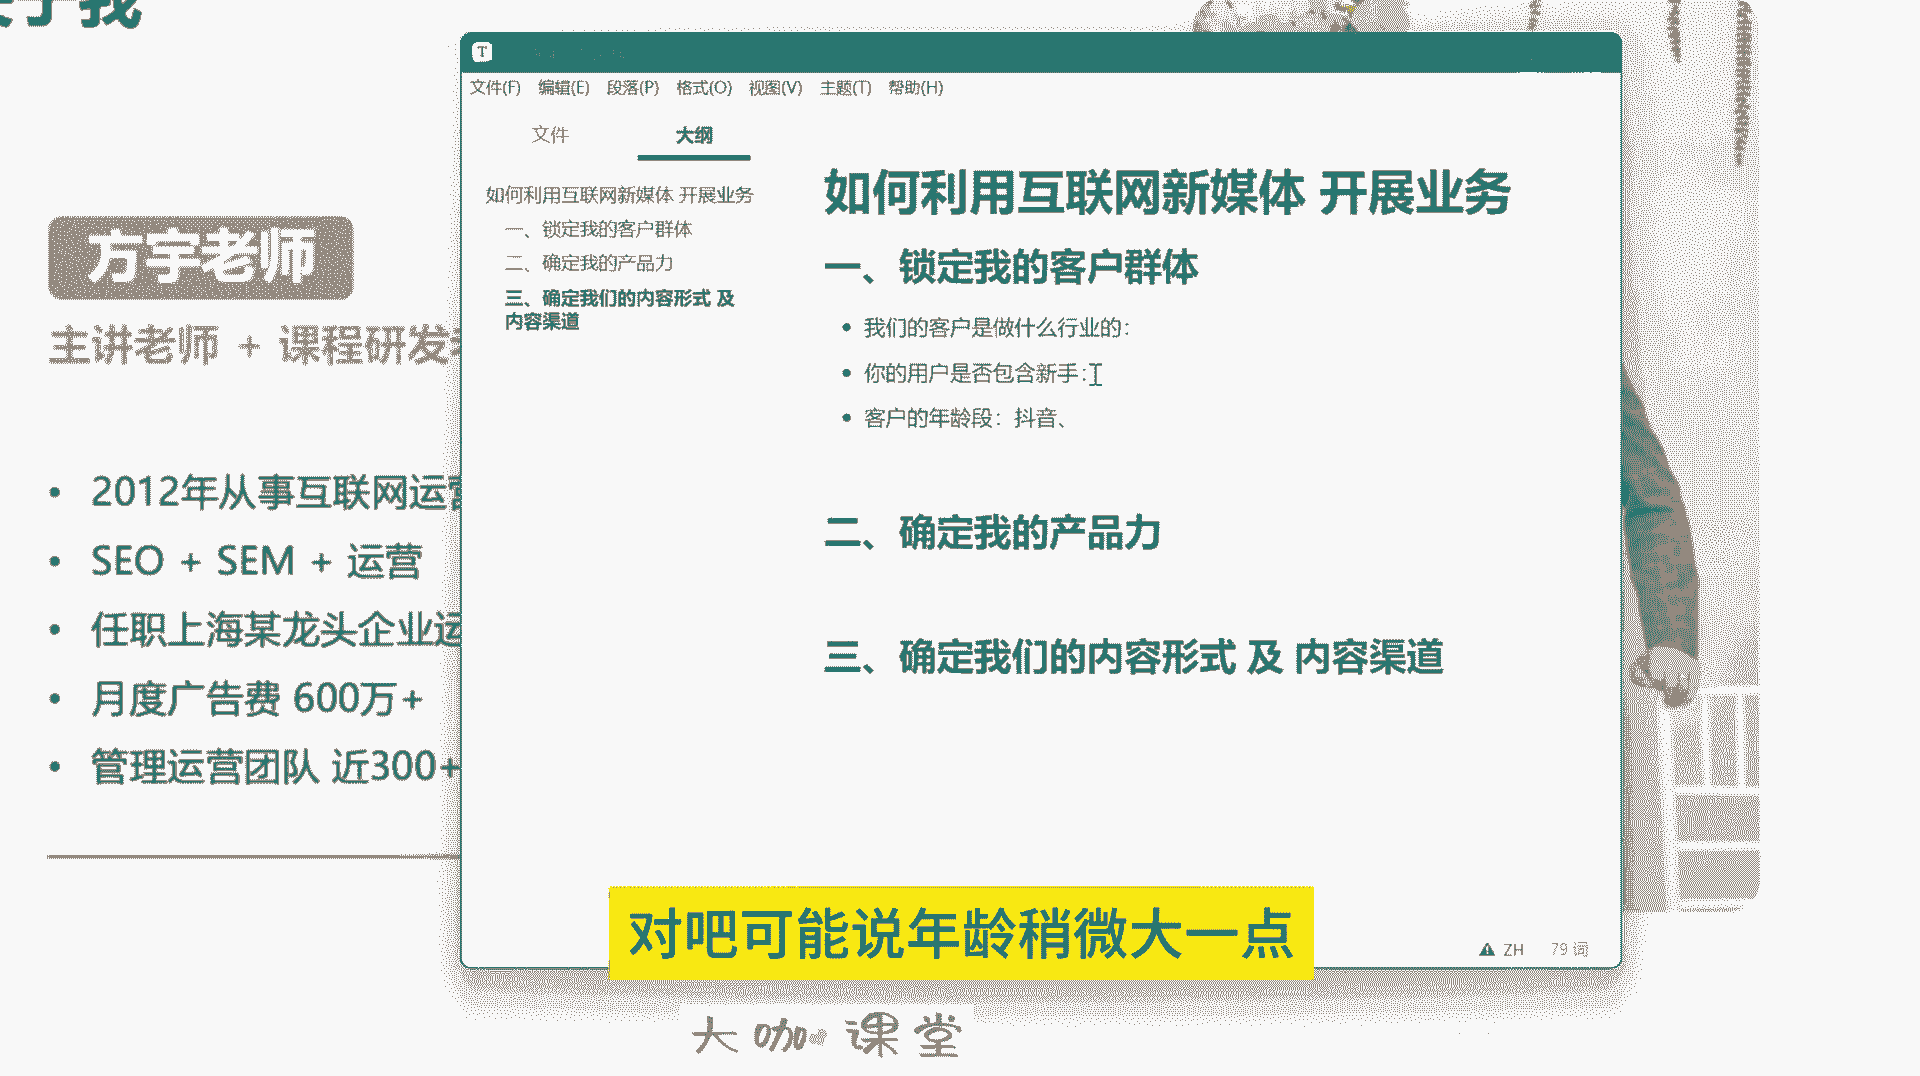 方宇老师
主讲老师 + 课程研发
2012年从事互联网运营
SEO + SEM + 运营
任职上海某龙头企业运
月度广告费 600万+
管理运营团队 近300+
T
文件(F) 编辑(E) 段落(P) 格式(O) 视图(V) 主题(T) 帮助(H)
文件 大纲
如何利用互联网新媒体 开展业务
一、锁定我的客户群体
二、确定我的产品力
三、确定我们的内容形式 及
内容渠道
如何利用互联网新媒体 开展业务
一、锁定我的客户群体
我们的客户是做什么行业的：
你的用户是否包含新手：
客户的年龄段：抖音、
二、确定我的产品力
三、确定我们的内容形式 及 内容渠道
ZH 79 词
对吧可能说年龄稍微大一点
大咖课堂